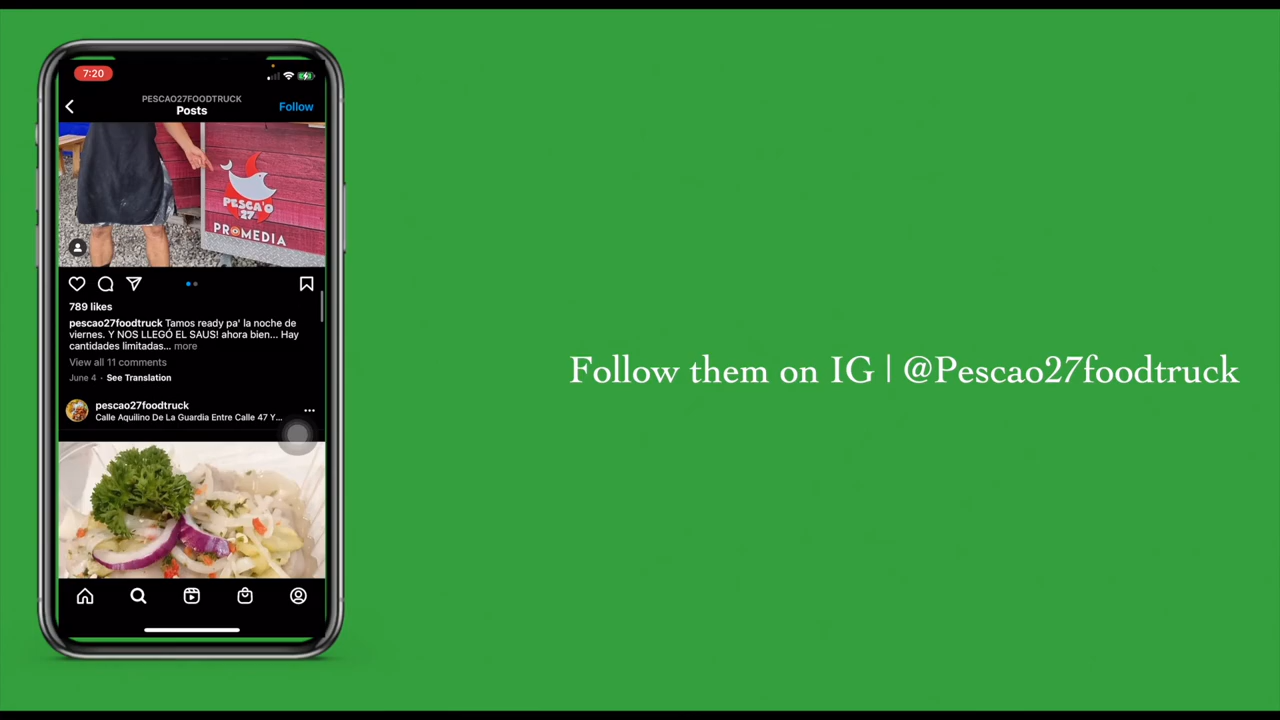 7:20
PESCAO27FOODTRUCK
Posts
Follow
PESCA'O
27
PROMEDIA
789 likes
pescao27foodtruck Tamos ready pa' la noche de
viernes. Y NOS LLEGÓ EL SAUS! ahora bien... Hay
cantidades limitadas... more
View all 11 comments
June 4 · See Translation
pescao27foodtruck
Calle Aquilino De La Guardia Entre Calle 47 Y...
Follow them on IG | @Pescao27foodtruck